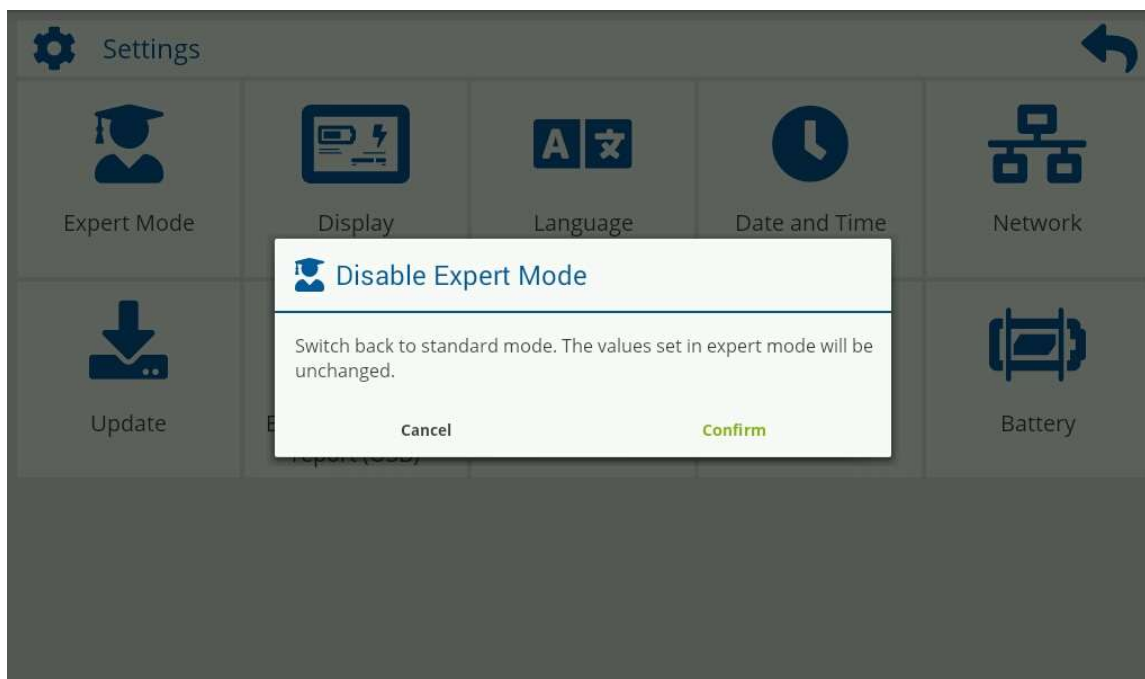 Settings
Expert Mode
Display
Language
Date and Time
Network
Disable Expert Mode
Switch back to standard mode. The values set in expert mode will be
unchanged.
Cancel
Confirm
Update
Battery